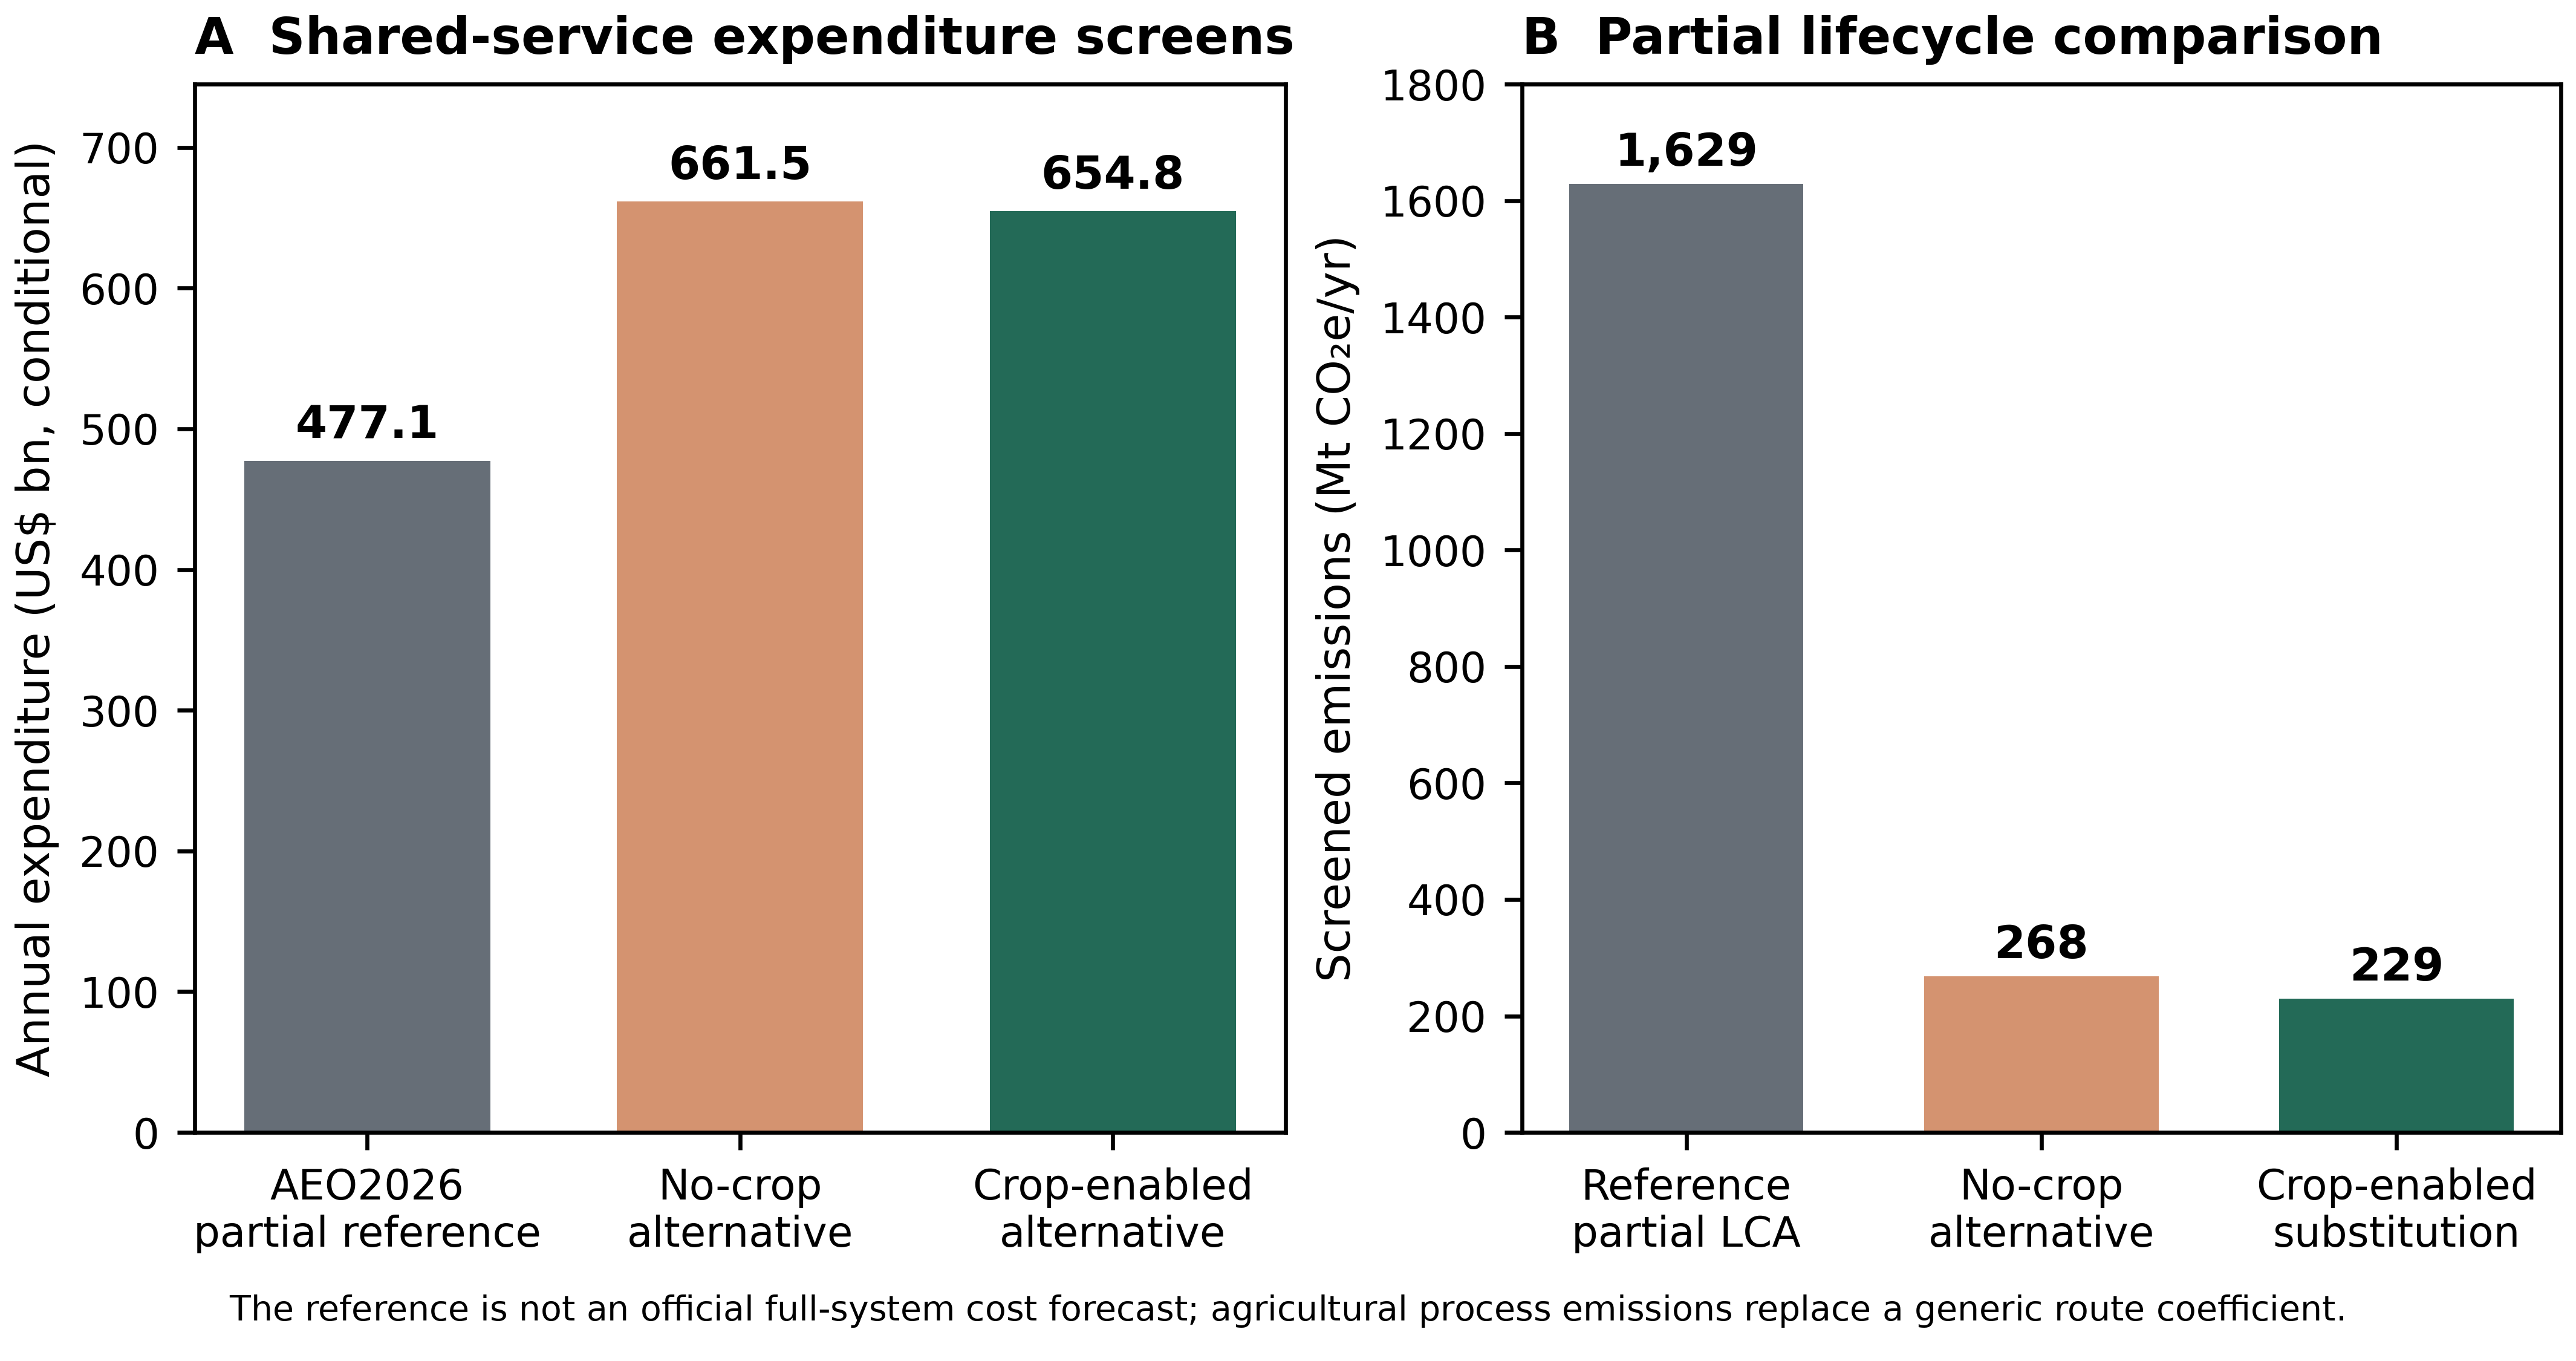 A  Shared-service expenditure screens
Annual expenditure (US$ bn, conditional)
700
600
500
400
300
200
100
0
477.1
661.5
654.8
AEO2026
partial reference
No-crop
alternative
Crop-enabled
alternative
B  Partial lifecycle comparison
Screened emissions (Mt CO₂e/yr)
1800
1600
1400
1200
1000
800
600
400
200
0
1,629
268
229
Reference
partial LCA
No-crop
alternative
Crop-enabled
substitution
The reference is not an official full-system cost forecast; agricultural process emissions replace a generic route coefficient.